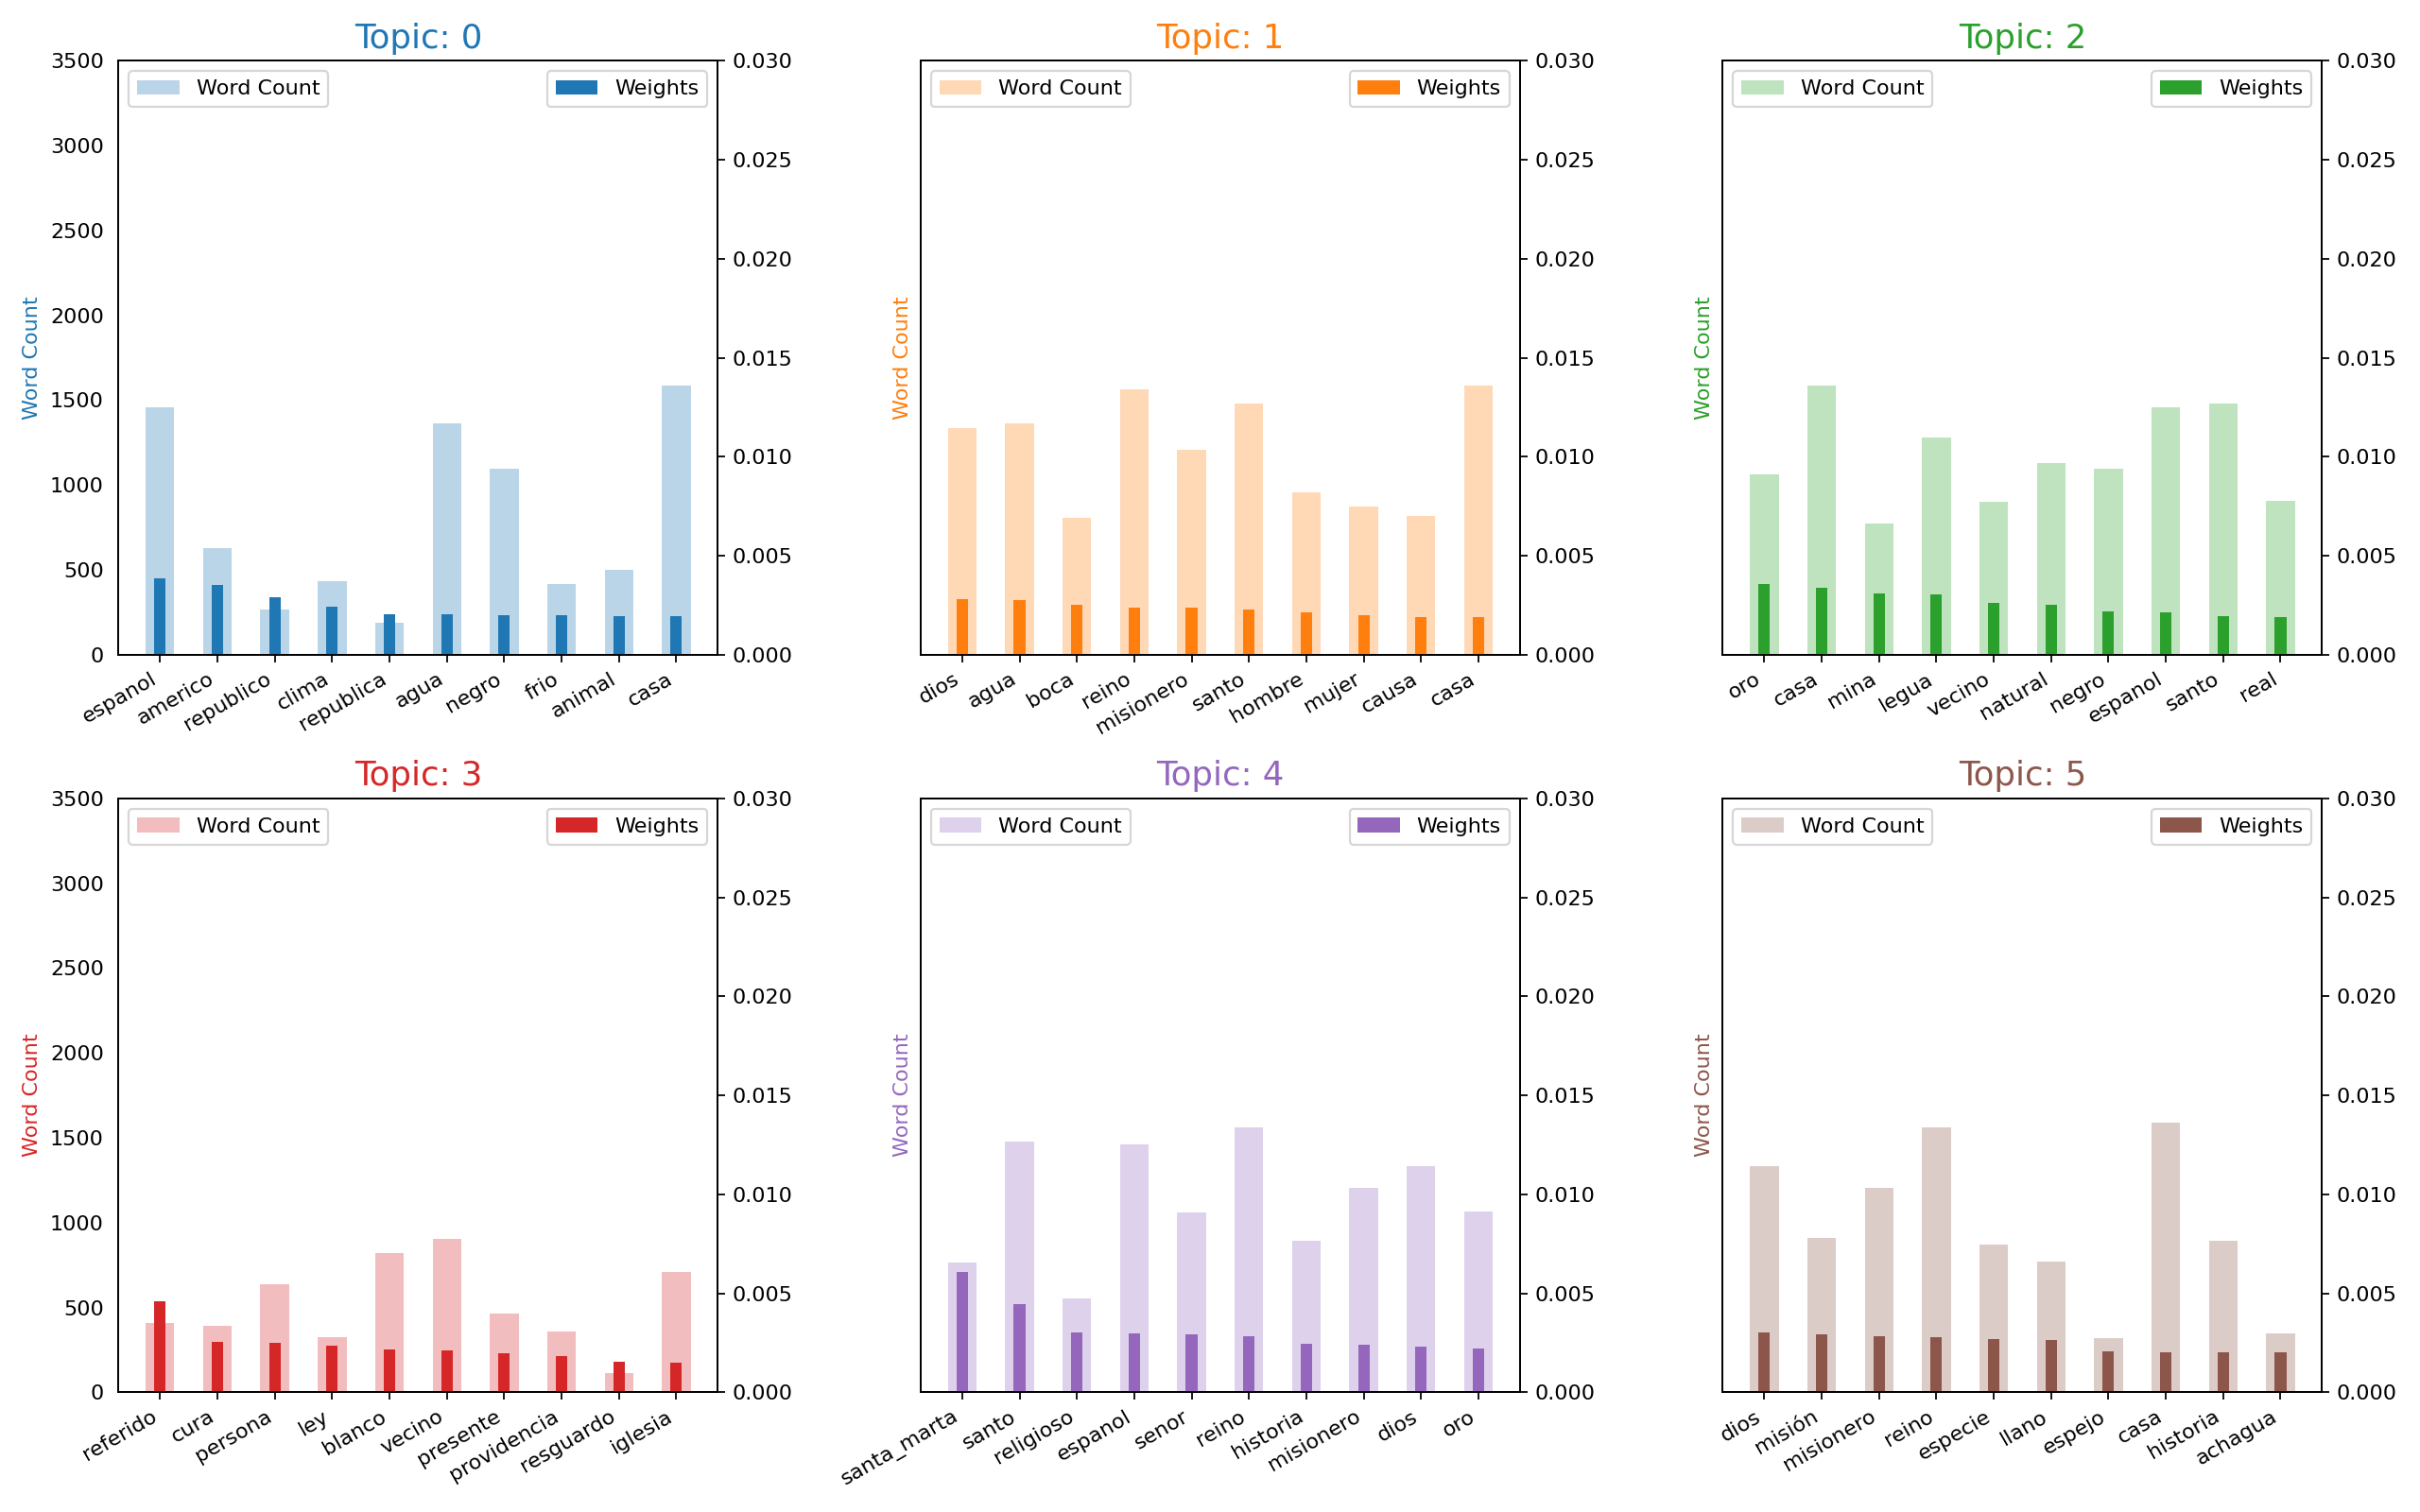 Topic: 0
Topic: 1
Topic: 2
3500
3000
2500
2000
1500
1000
500
0
Word Count
Word Count
Weights
0.030
0.025
0.020
0.015
0.010
0.005
0.000
espanol
americo
republico
clima
republica
agua
negro
frio
animal
casa
Word Count
Word Count
Weights
0.030
0.025
0.020
0.015
0.010
0.005
0.000
dios
agua
boca
reino
misionero
santo
hombre
mujer
causa
casa
Word Count
Word Count
Weights
0.030
0.025
0.020
0.015
0.010
0.005
0.000
oro
casa
mina
legua
vecino
natural
negro
espanol
santo
real
Topic: 3
Topic: 4
Topic: 5
3500
3000
2500
2000
1500
1000
500
0
Word Count
Word Count
Weights
0.030
0.025
0.020
0.015
0.010
0.005
0.000
referido
cura
persona
ley
blanco
vecino
presente
providencia
resguardo
iglesia
Word Count
Word Count
Weights
0.030
0.025
0.020
0.015
0.010
0.005
0.000
santa_marta
santo
religioso
espanol
senor
reino
historia
misionero
dios
oro
Word Count
Word Count
Weights
0.030
0.025
0.020
0.015
0.010
0.005
0.000
dios
misión
misionero
reino
especie
llano
espejo
casa
historia
achagua